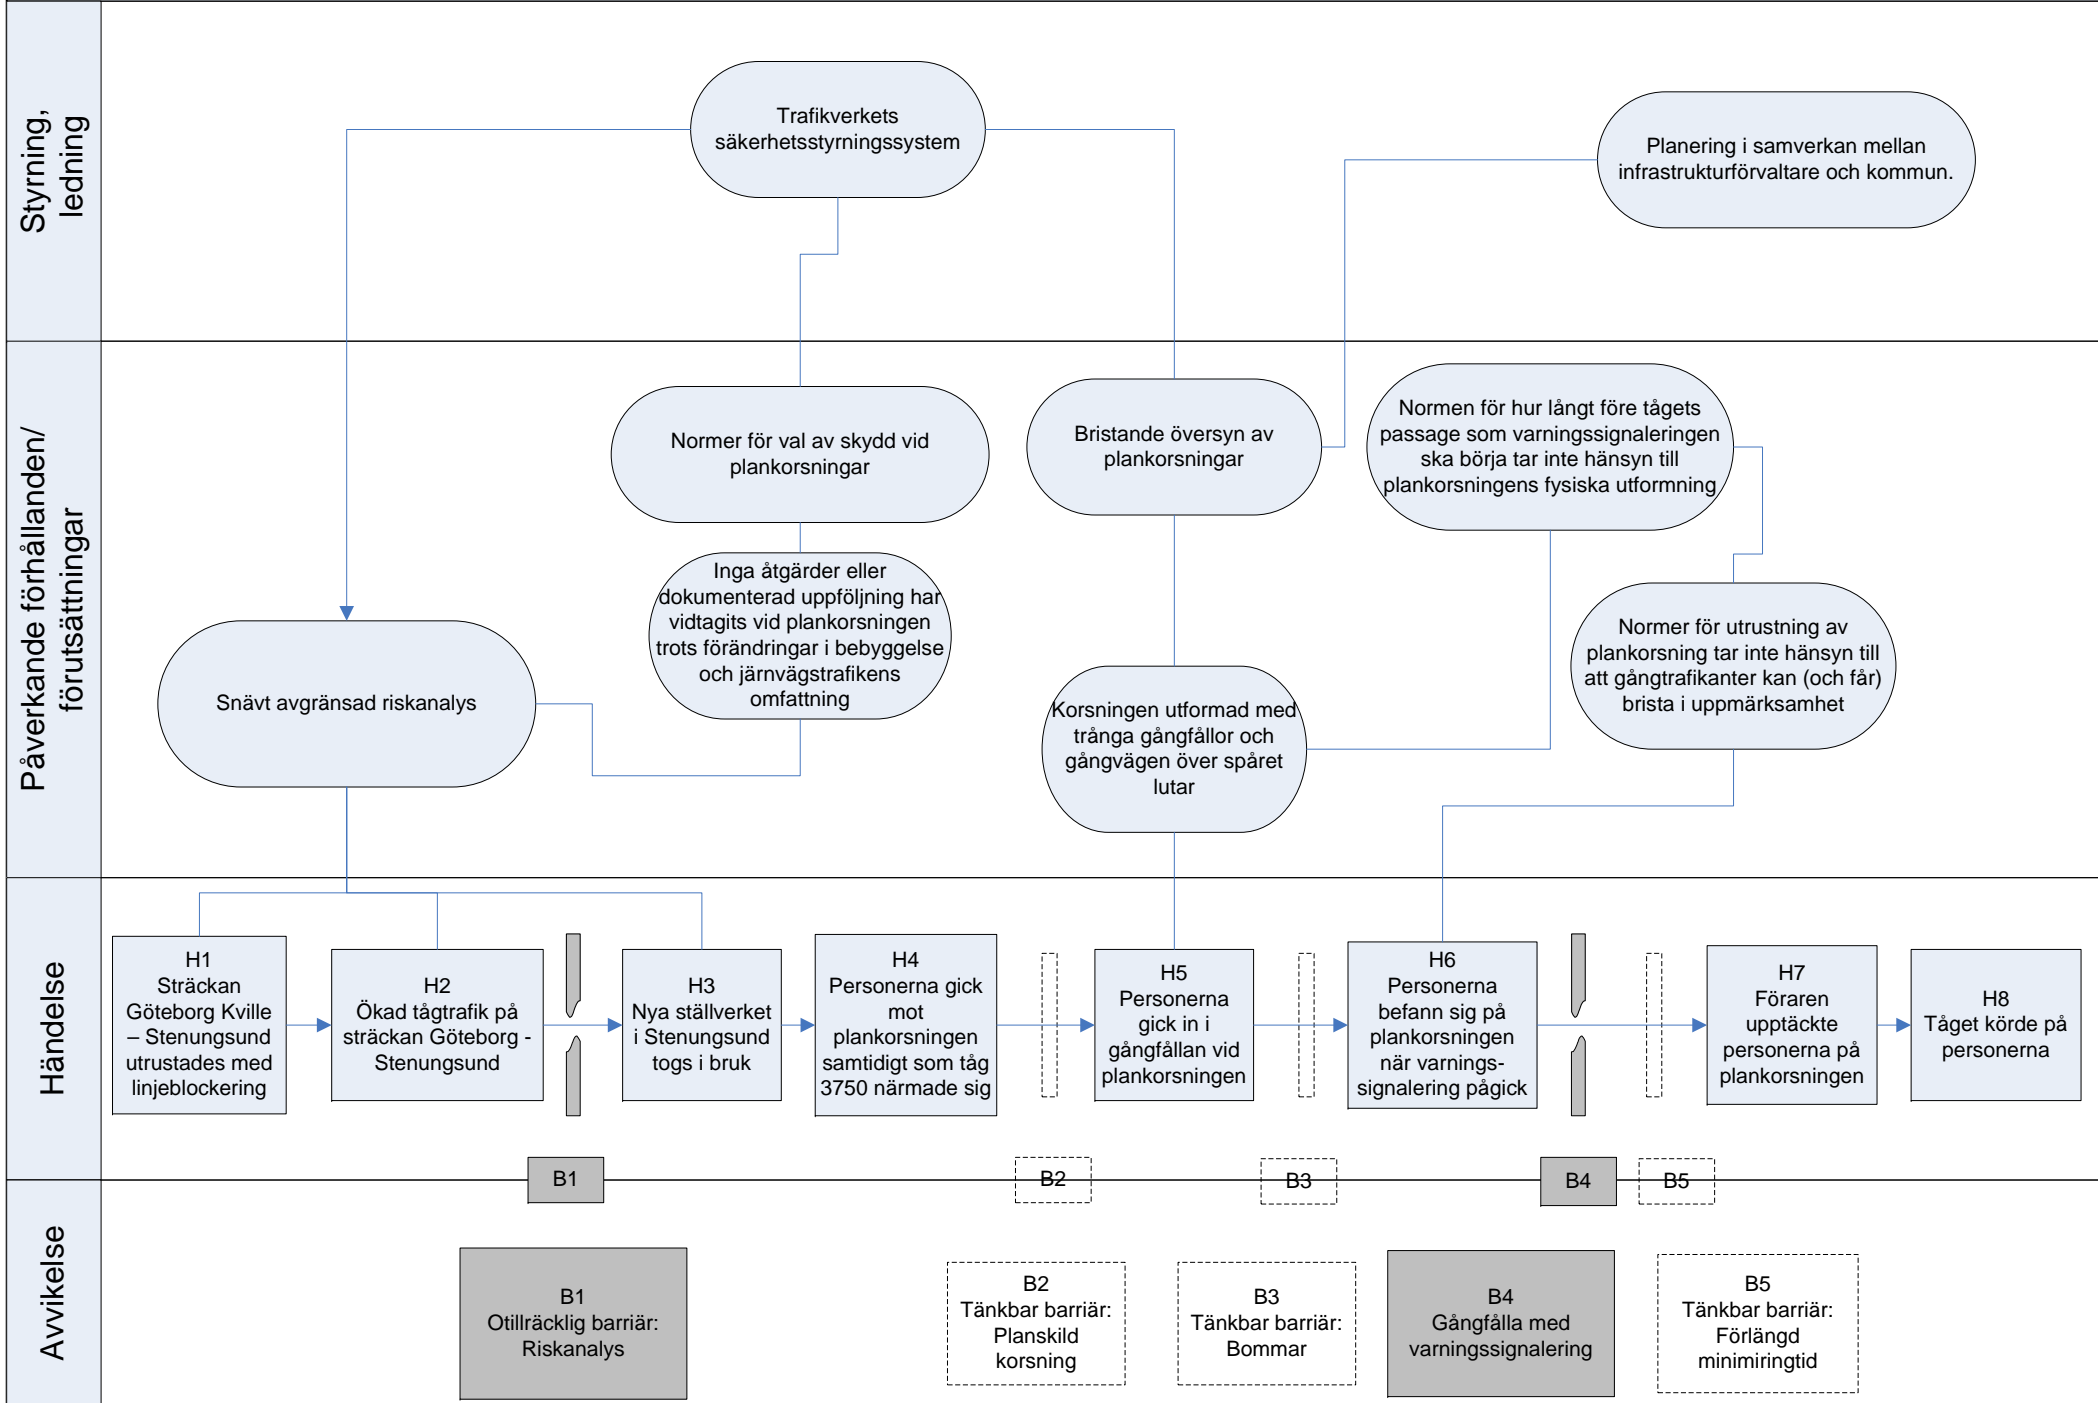 Styrning,
ledning
Trafikverkets
säkerhetsstyrningssystem
Planering i samverkan mellan
infrastrukturförvaltare och kommun.
Påverkande förhållanden/
förutsättningar
Normer för val av skydd vid
plankorsningar
Bristande översyn av
plankorsningar
Normen för hur långt före tågets
passage som varningssignaleringen
ska börja tar inte hänsyn till
plankorsningens fysiska utformning
Inga åtgärder eller
dokumenterad uppföljning har
vidtagits vid plankorsningen
trots förändringar i bebyggelse
och järnvägstrafikens
omfattning
Normer för utrustning av
plankorsning tar inte hänsyn till
att gångtrafikanter kan (och får)
brista i uppmärksamhet
Snävt avgränsad riskanalys
Korsningen utformad med
trånga gångfållor och
gångvägen över spåret
lutar
Händelse
H1
Sträckan
Göteborg Kville
– Stenungsund
utrustades med
linjeblockering
H2
Ökad tågtrafik på
sträckan Göteborg -
Stenungsund
H3
Nya ställverket
i Stenungsund
togs i bruk
H4
Personerna gick
mot
plankorsningen
samtidigt som tåg
3750 närmade sig
H5
Personerna
gick in i
gångfållan vid
plankorsningen
H6
Personerna
befann sig på
plankorsningen
när varnings-
signalering pågick
H7
Föraren
upptäckte
personerna på
plankorsningen
H8
Tåget körde på
personerna
B1
B2
B3
B4
B5
Avvikelse
B1
Otillräcklig barriär:
Riskanalys
B2
Tänkbar barriär:
Planskild
korsning
B3
Tänkbar barriär:
Bommar
B4
Gångfålla med
varningssignalering
B5
Tänkbar barriär:
Förlängd
minimiringtid